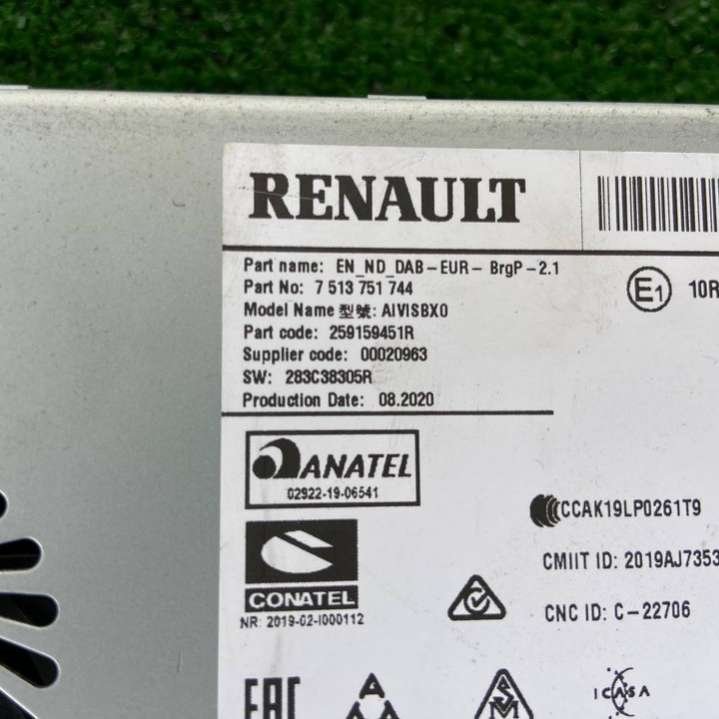 RENAULT
Part name: EN_ND_DAB-EUR- BrgP-2.1
Part No: 7 513 751 744
Model Name 型號: AIVISBX0
Part code: 259159451R
Supplier code: 00020963
SW: 283C38305R
Production Date: 08.2020
E1 10R
ANATEL
02922-19-06541
CCAK19LP0261T9
CMIIT ID: 2019AJ7353
CONATEL
NR: 2019-02-I000112
CNC ID: C-22706
EAC
ICASA